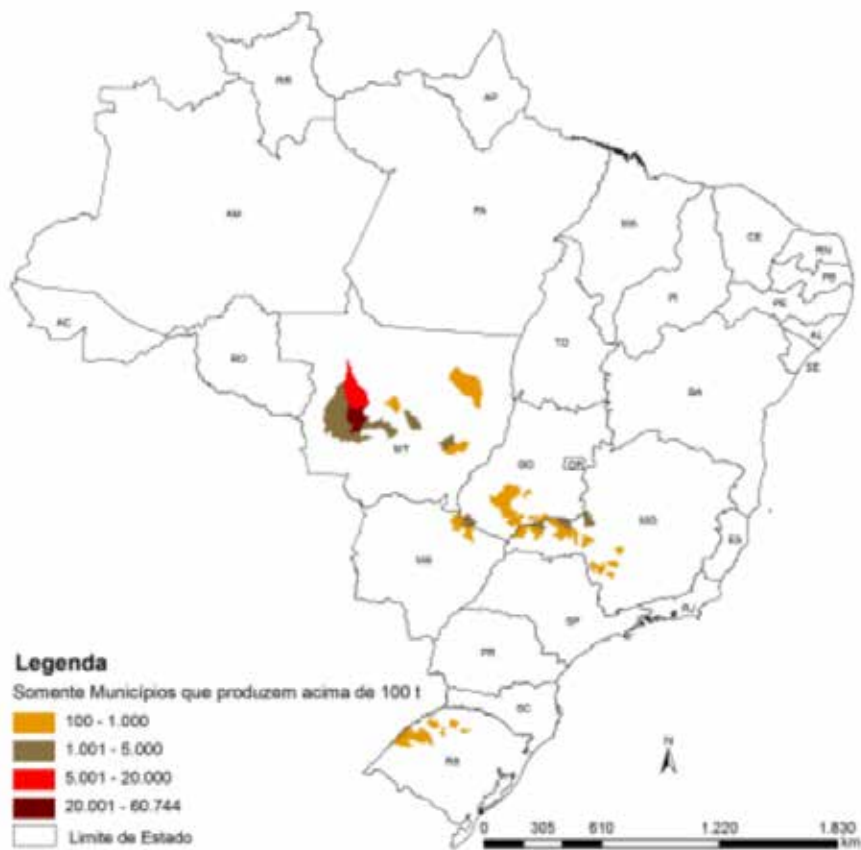 RR
AP
AM
PA
MA
CE
RN
PB
PE
AL
SE
PI
AC
RO
TO
BA
MT
GO
DF
MG
ES
MS
SP
RJ
PR
SC
RS
N
Legenda
Somente Municípios que produzem acima de 100 t
100 - 1.000
1.001 - 5.000
5.001 - 20.000
20.001 - 60.744
Limite de Estado
0 305 610 1.220 1.830
km